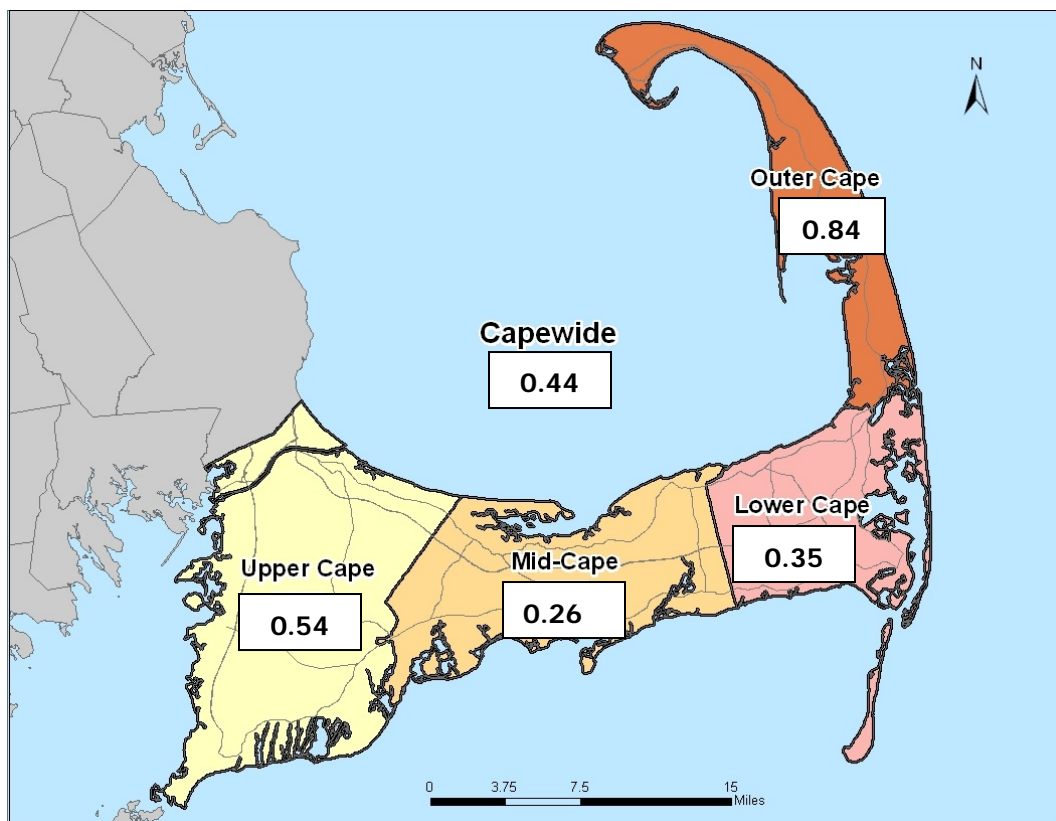 N
Outer Cape
0.84
Capewide
0.44
Lower Cape
0.35
Mid-Cape
0.26
Upper Cape
0.54
0 3.75 7.5 15
Miles